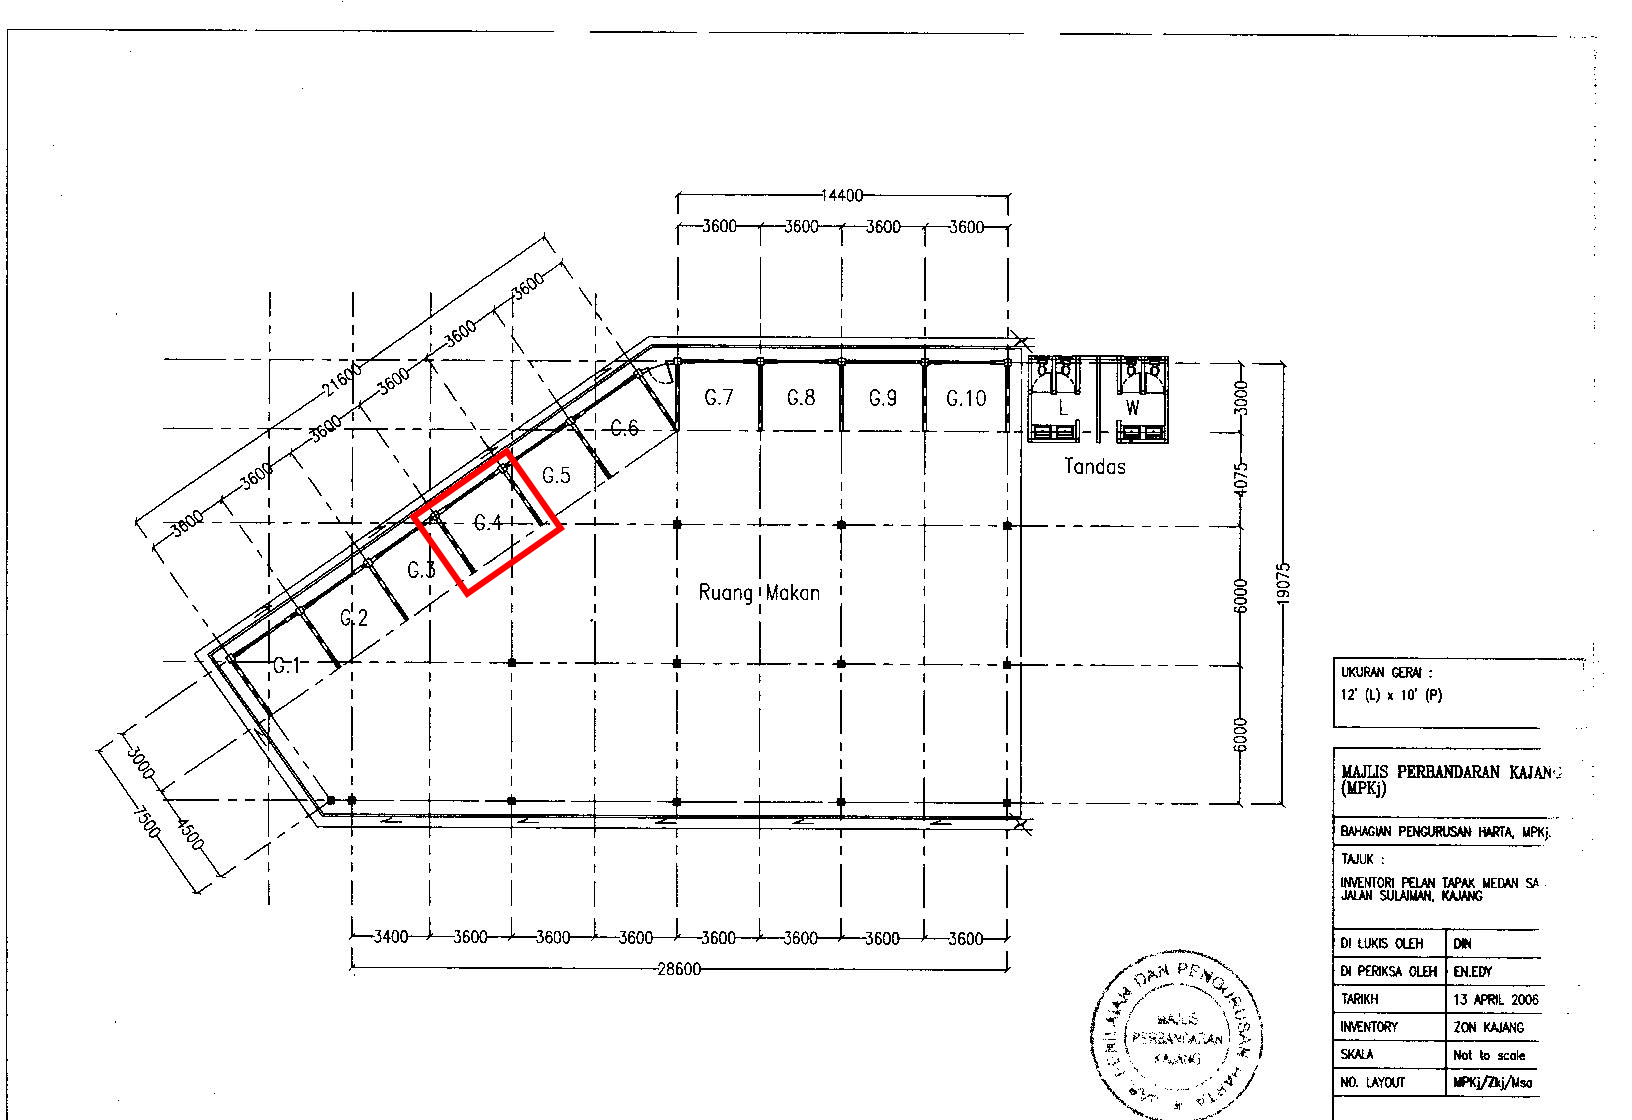 14400
3600 3600 3600 3600
21600
3600
3600
3600
3600
3600
3600
G.1
G.2
G.3
G.4
G.5
G.6
G.7
G.8
G.9
G.10
L
W
Tandas
Ruang Makan
3000
4075
6000
6000
19075
3000
4500
7500
3400 3600 3600 3600 3600 3600 3600 3600
28600
UKURAN GERAI :
12' (L) x 10' (P)
MAJLIS PERBANDARAN KAJANG
(MPKj)
BAHAGIAN PENGURUSAN HARTA, MPKj.
TAJUK :
INVENTORI PELAN TAPAK MEDAN SA
JALAN SULAIMAN, KAJANG
DI LUKIS OLEH DIN
DI PERIKSA OLEH EN.EDY
TARIKH 13 APRIL 2006
INVENTORY ZON KAJANG
SKALA Not to scale
NO. LAYOUT MPKj/Zkj/Msa
JAB. PENILAIAN DAN PENGURUSAN HARTA
MAJLIS
PERBANDARAN
KAJANG